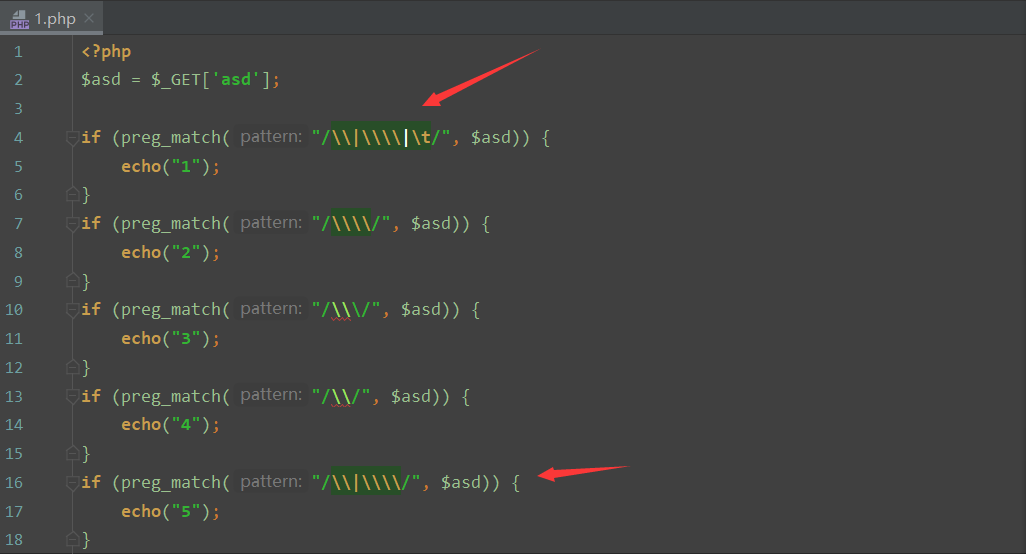 1.php
1 <?php
2 $asd = $_GET['asd'];
3
4 if (preg_match( pattern: "/\\|\\\\|\t/", $asd)) {
5 echo("1");
6 }
7 if (preg_match( pattern: "/\\\\/", $asd)) {
8 echo("2");
9 }
10 if (preg_match( pattern: "/\\\/", $asd)) {
11 echo("3");
12 }
13 if (preg_match( pattern: "/\\/", $asd)) {
14 echo("4");
15 }
16 if (preg_match( pattern: "/\\|\\\\/", $asd)) {
17 echo("5");
18 }